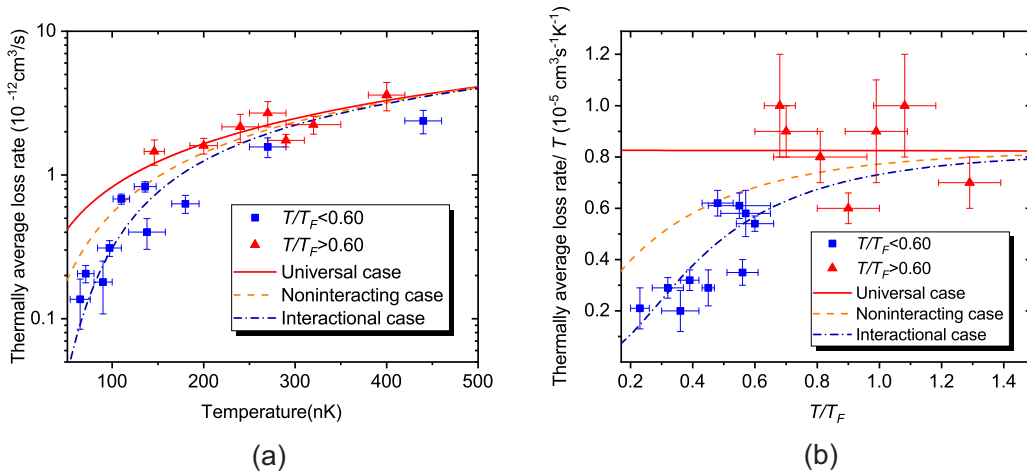 Thermally average loss rate (10⁻¹²cm³/s)
10
1
0.1
100 200 300 400 500
Temperature(nK)
T/T_F<0.60
T/T_F>0.60
Universal case
Noninteracting case
Interactional case
(a)
Thermally average loss rate/ T (10⁻⁵ cm³s⁻¹K⁻¹)
1.2
1.0
0.8
0.6
0.4
0.2
0.2 0.4 0.6 0.8 1.0 1.2 1.4
T/T_F
T/T_F<0.60
T/T_F>0.60
Universal case
Noninteracting case
Interactional case
(b)